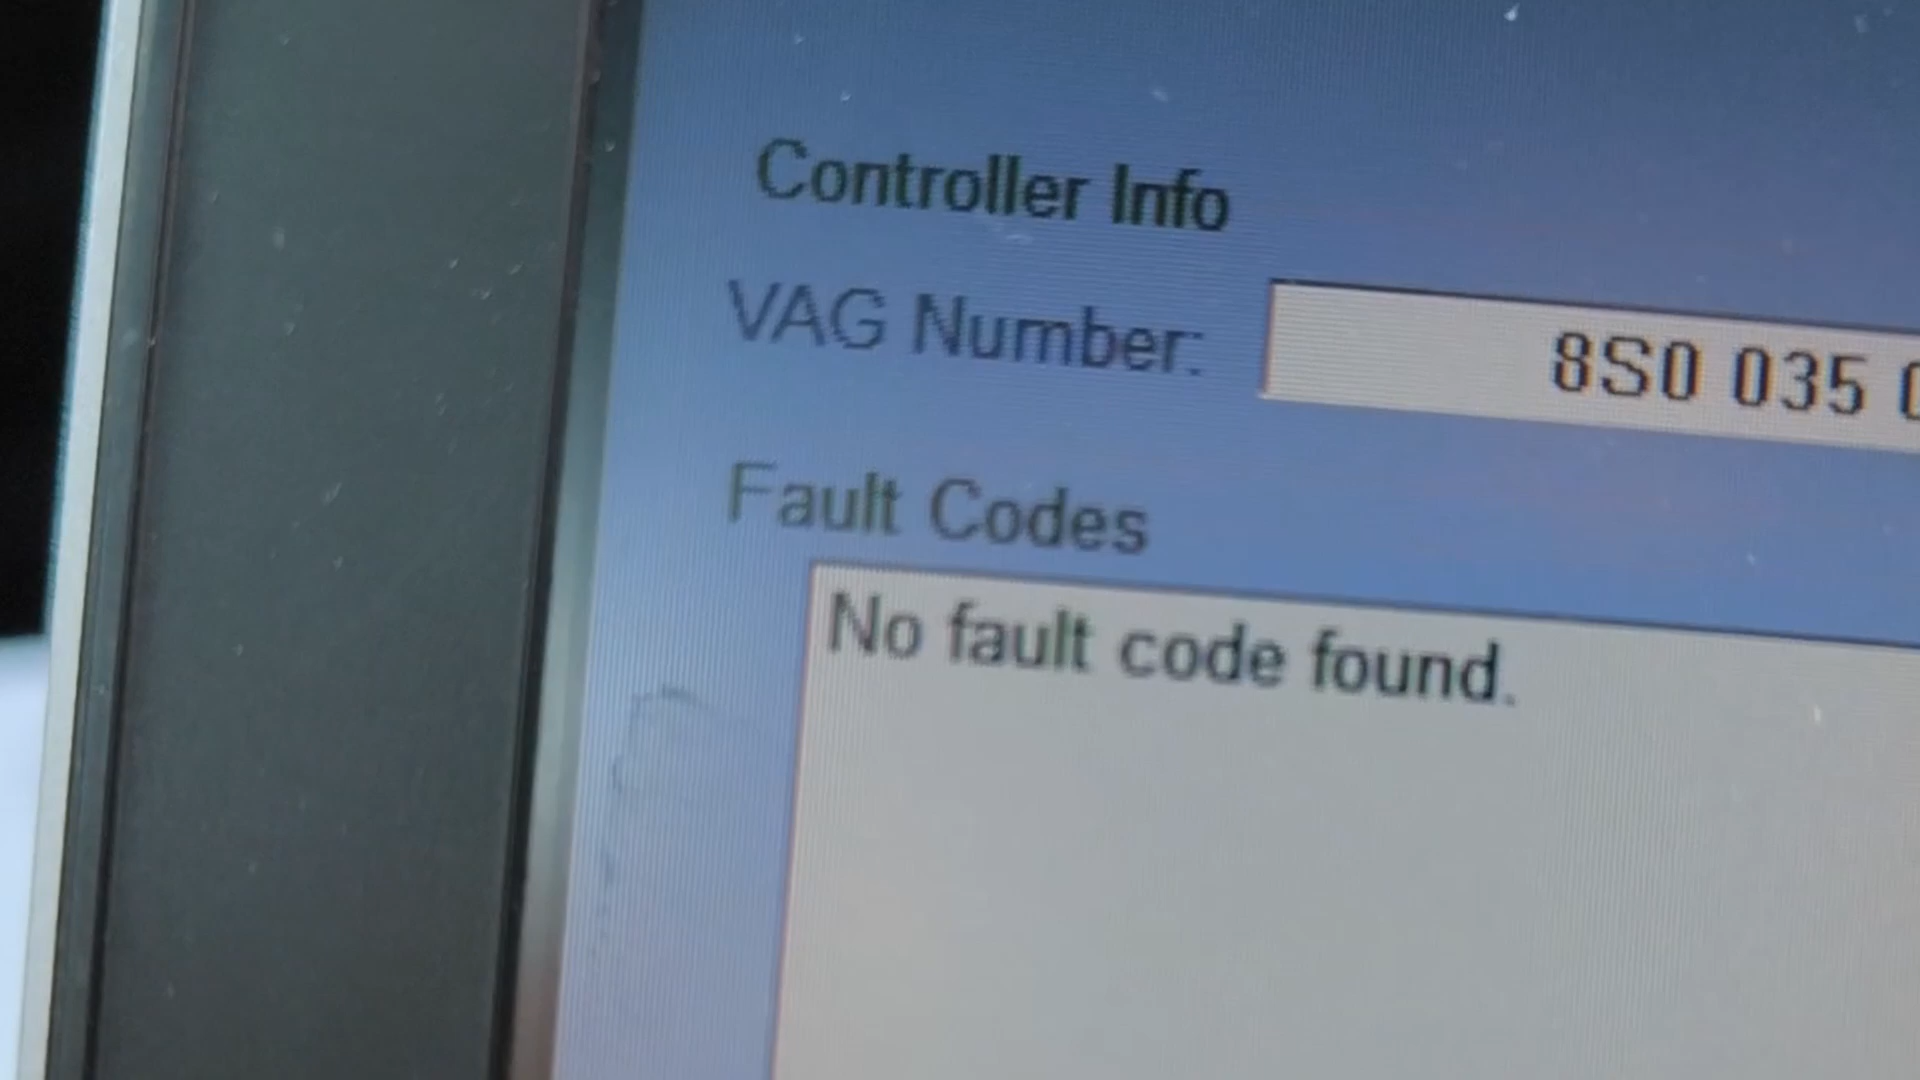 Controller Info
VAG Number: 8S0 035
Fault Codes
No fault code found.